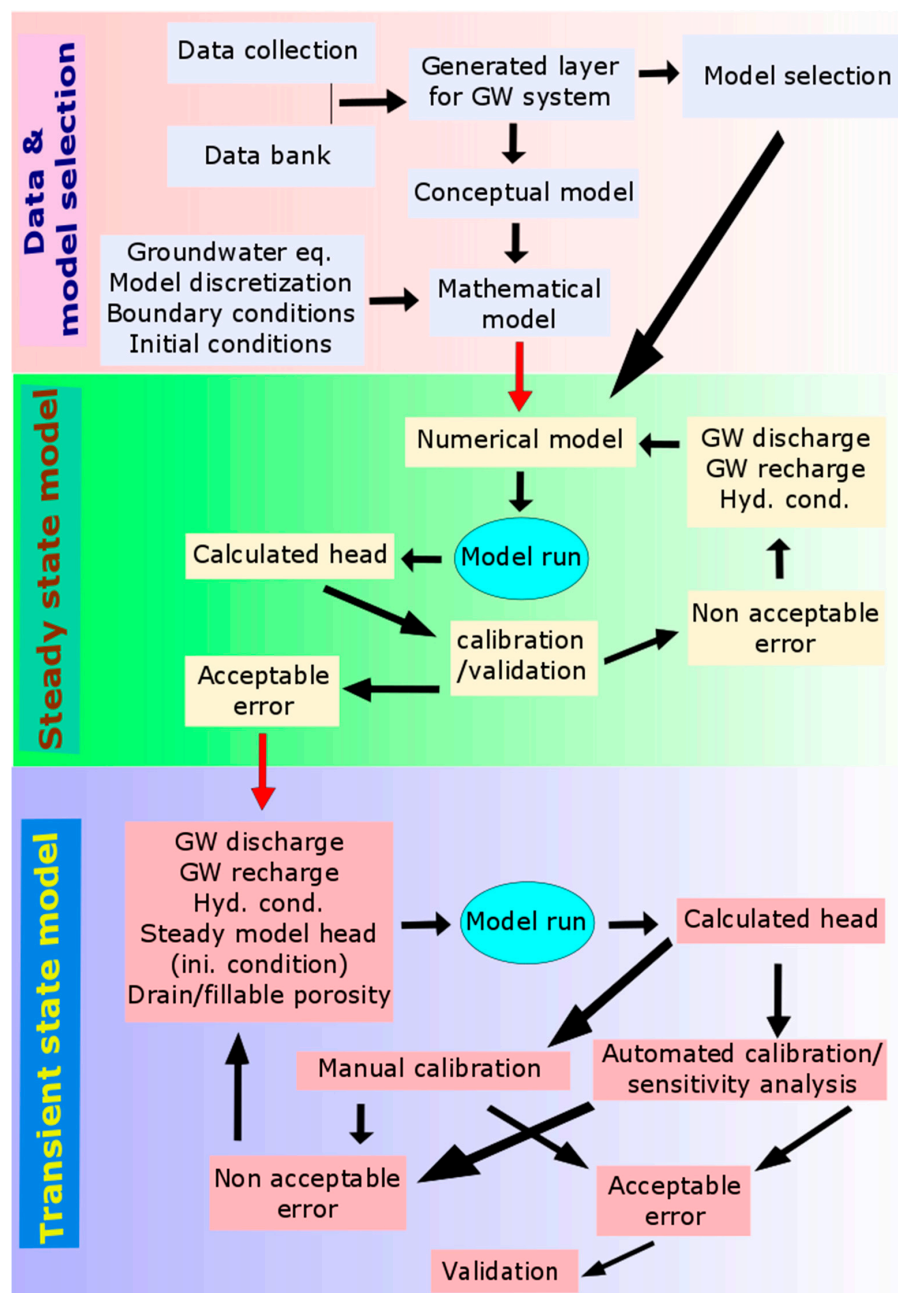 Data &
model selection
Data collection
Data bank
Generated layer
for GW system
Model selection
Conceptual model
Groundwater eq.
Model discretization
Boundary conditions
Initial conditions
Mathematical
model
Steady state model
Numerical model
GW discharge
GW recharge
Hyd. cond.
Model run
Calculated head
calibration
/validation
Non acceptable
error
Acceptable
error
Transient state model
GW discharge
GW recharge
Hyd. cond.
Steady model head
(ini. condition)
Drain/fillable porosity
Model run
Calculated head
Manual calibration
Automated calibration/
sensitivity analysis
Non acceptable
error
Acceptable
error
Validation